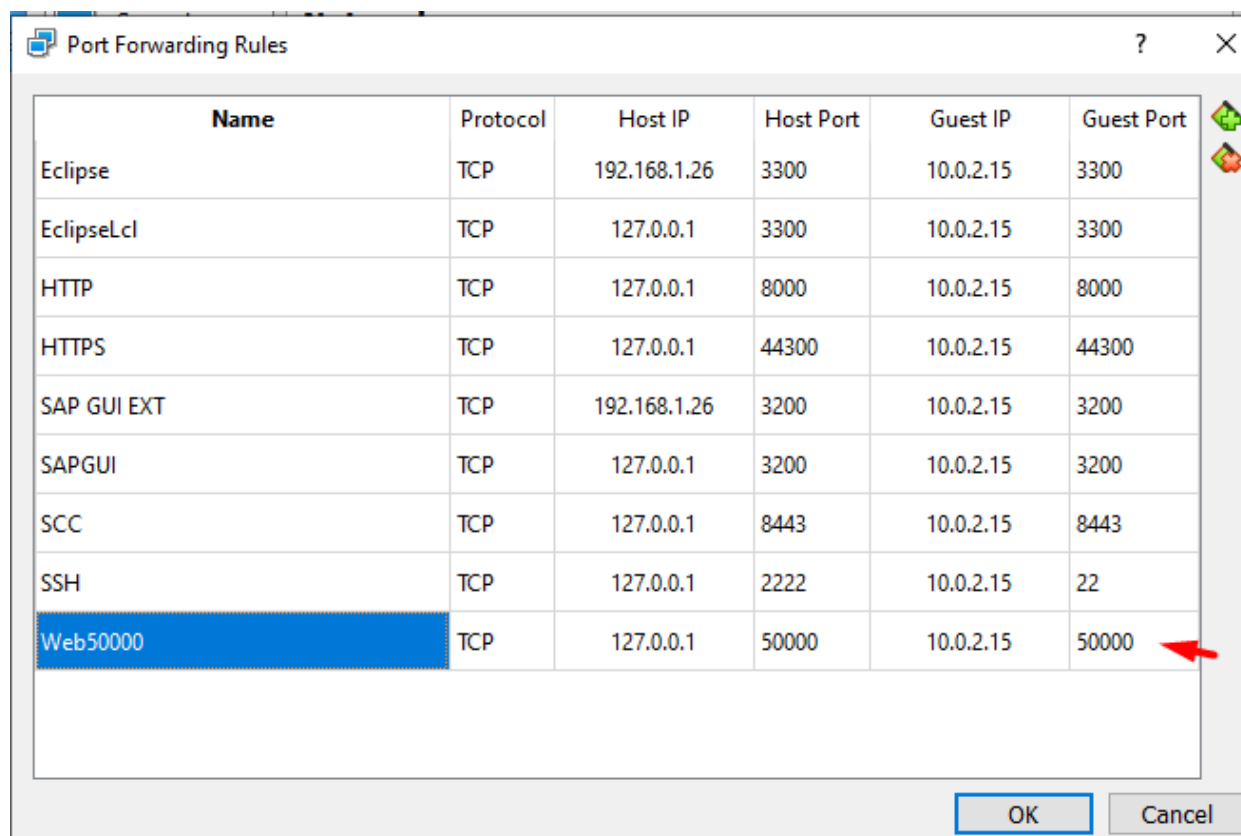 Port Forwarding Rules ?
Name Protocol Host IP Host Port Guest IP Guest Port
Eclipse TCP 192.168.1.26 3300 10.0.2.15 3300
EclipseLcl TCP 127.0.0.1 3300 10.0.2.15 3300
HTTP TCP 127.0.0.1 8000 10.0.2.15 8000
HTTPS TCP 127.0.0.1 44300 10.0.2.15 44300
SAP GUI EXT TCP 192.168.1.26 3200 10.0.2.15 3200
SAPGUI TCP 127.0.0.1 3200 10.0.2.15 3200
SCC TCP 127.0.0.1 8443 10.0.2.15 8443
SSH TCP 127.0.0.1 2222 10.0.2.15 22
Web50000 TCP 127.0.0.1 50000 10.0.2.15 50000
OK Cancel